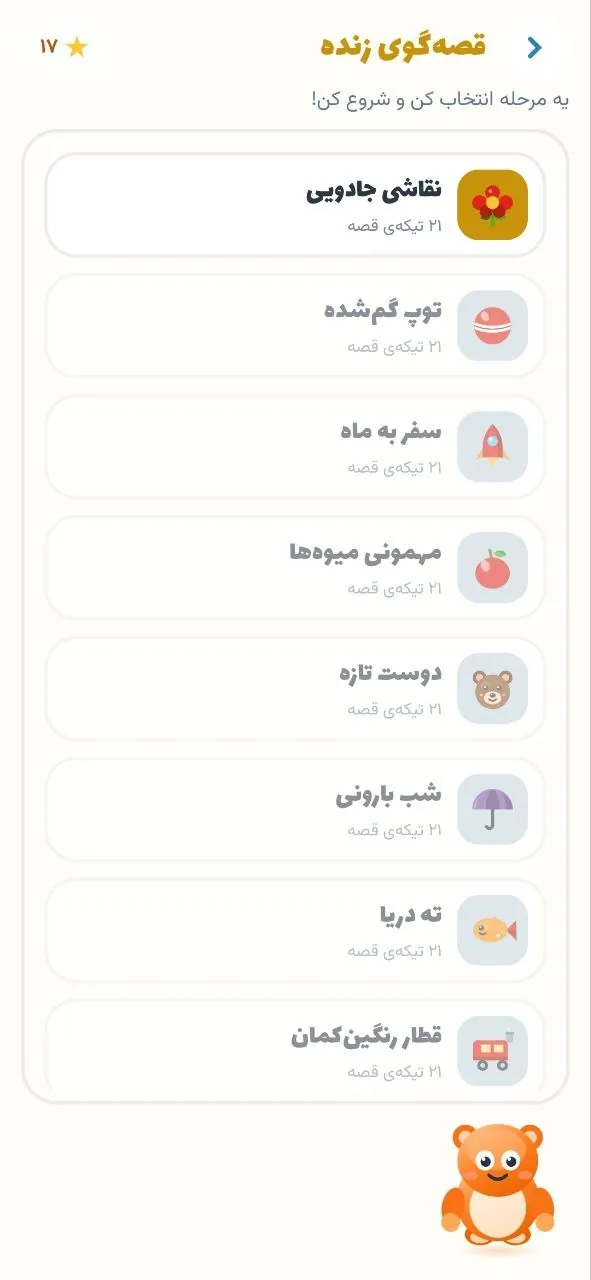 قصه‌گوی زنده
۱۷
یه مرحله انتخاب کن و شروع کن!
نقاشی جادویی
۲۱ تیکه‌ی قصه
توپ گم‌شده
۲۱ تیکه‌ی قصه
سفر به ماه
۲۱ تیکه‌ی قصه
مهمونی میوه‌ها
۲۱ تیکه‌ی قصه
دوست تازه
۲۱ تیکه‌ی قصه
شب بارونی
۲۱ تیکه‌ی قصه
ته دریا
۲۱ تیکه‌ی قصه
قطار رنگین‌کمان
۲۱ تیکه‌ی قصه